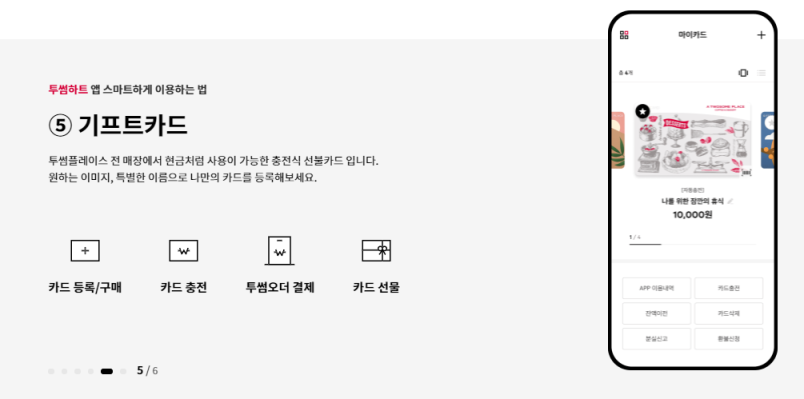 투썸하트 앱 스마트하게 이용하는 법
⑤ 기프트카드
투썸플레이스 전 매장에서 현금처럼 사용이 가능한 충전식 선불카드 입니다.
원하는 이미지, 특별한 이름으로 나만의 카드를 등록해보세요.
카드 등록/구매
카드 충전
투썸오더 결제
카드 선물
5 / 6
마이카드
총 4개
A TWOSOME PLACE
[자동충전]
나를 위한 잠깐의 휴식
10,000원
1 / 4
APP 이용내역
카드충전
잔액이전
카드삭제
분실신고
환불신청